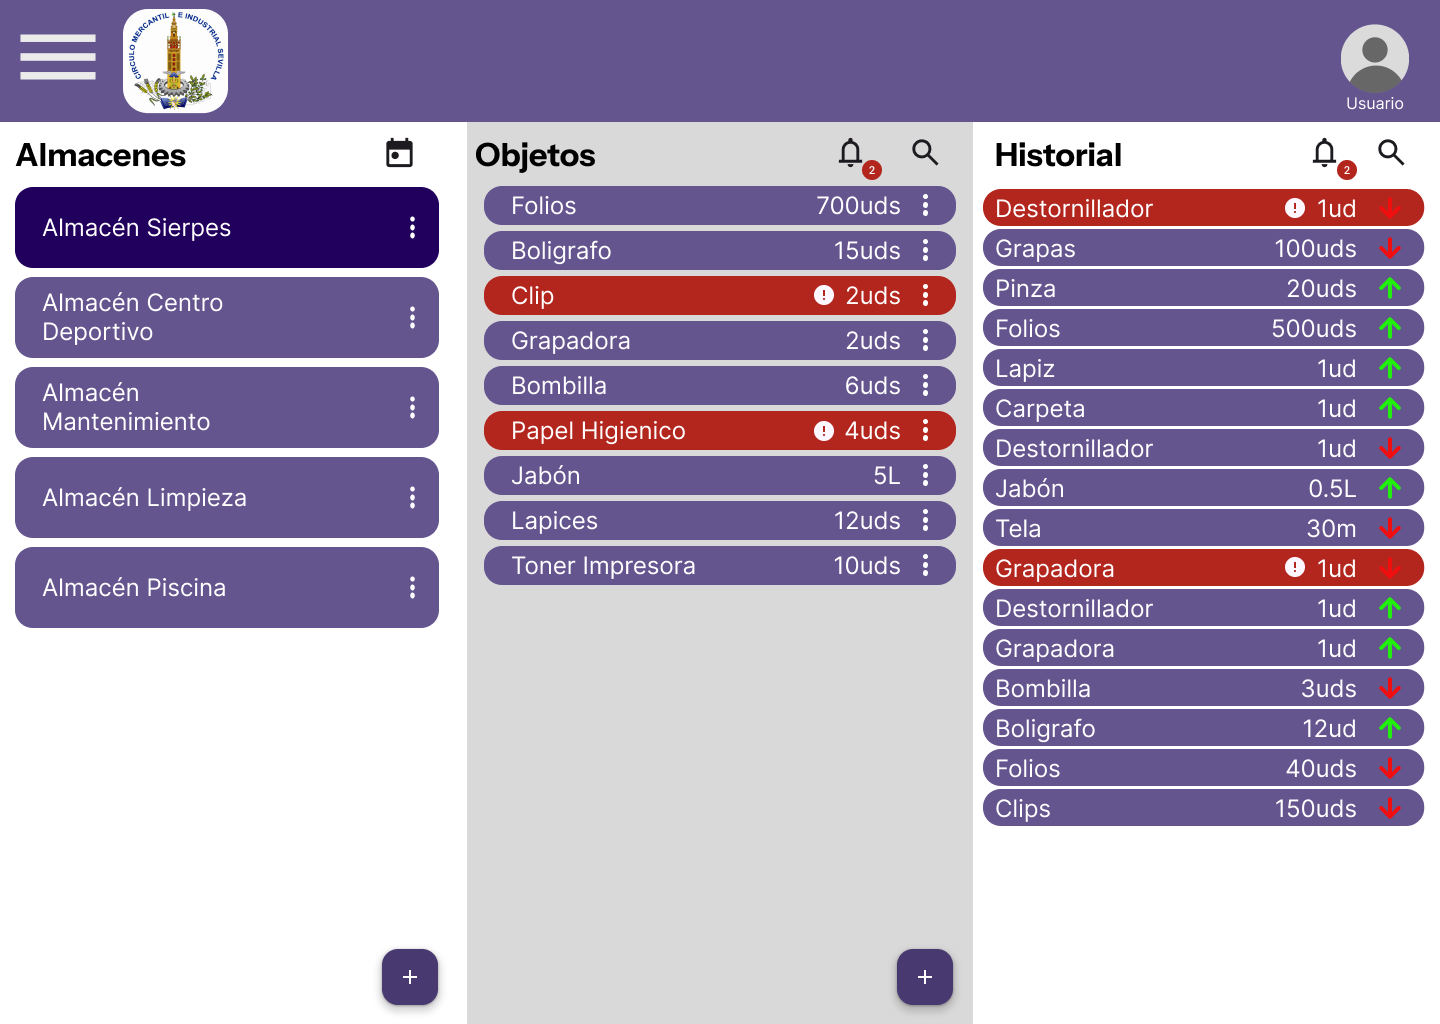 CIRCULO MERCANTIL E INDUSTRIAL SEVILLA
Usuario
Almacenes
Almacén Sierpes
Almacén Centro
Deportivo
Almacén
Mantenimiento
Almacén Limpieza
Almacén Piscina
+
Objetos
2
Folios 700uds
Boligrafo 15uds
Clip ! 2uds
Grapadora 2uds
Bombilla 6uds
Papel Higienico ! 4uds
Jabón 5L
Lapices 12uds
Toner Impresora 10uds
+
Historial
2
Destornillador ! 1ud
Grapas 100uds
Pinza 20uds
Folios 500uds
Lapiz 1ud
Carpeta 1ud
Destornillador 1ud
Jabón 0.5L
Tela 30m
Grapadora ! 1ud
Destornillador 1ud
Grapadora 1ud
Bombilla 3uds
Boligrafo 12ud
Folios 40uds
Clips 150uds